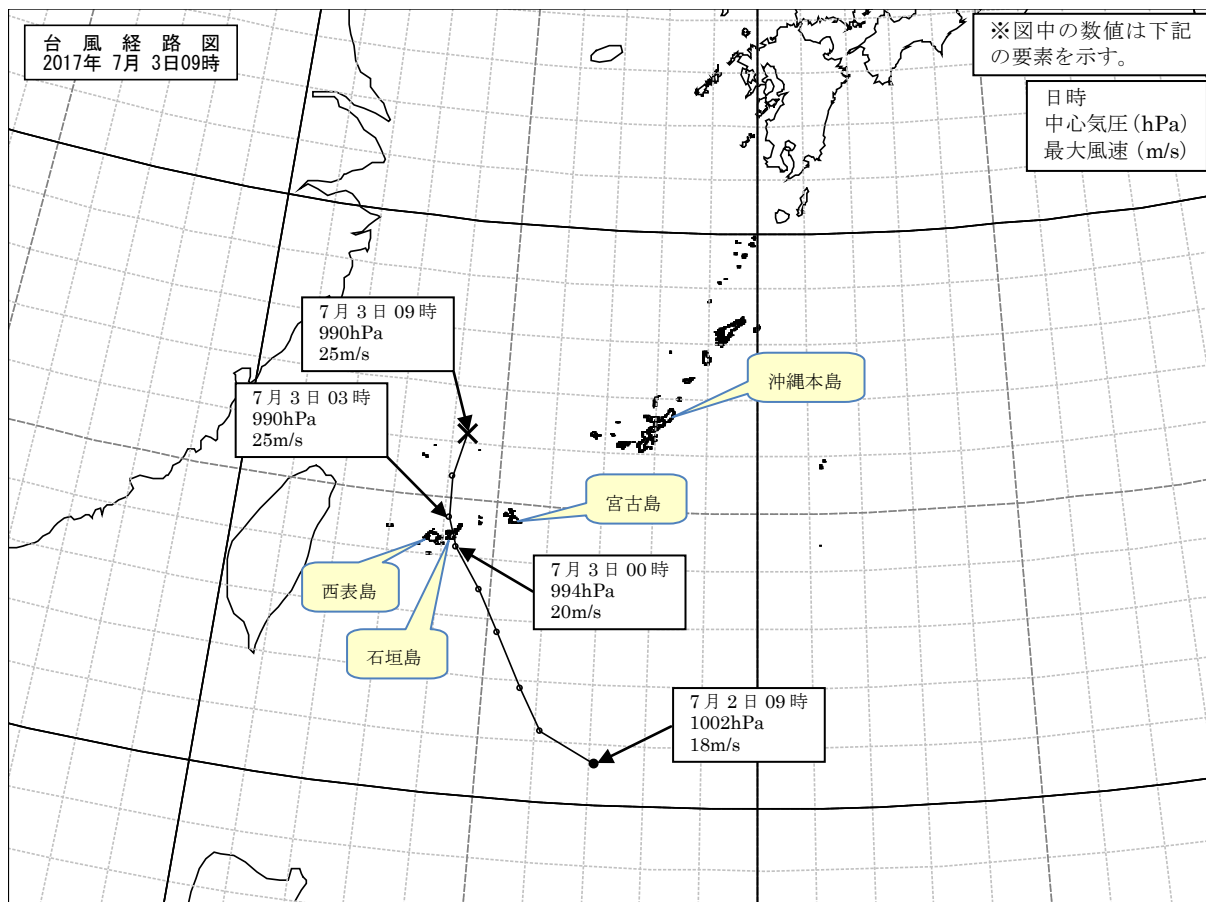 台 風 経 路 図
2017年 7月 3日09時
※図中の数値は下記
の要素を示す。
日時
中心気圧（hPa）
最大風速（m/s）
7月 3日 09時
990hPa
25m/s
7月 3日 03時
990hPa
25m/s
沖縄本島
宮古島
7月 3日 00時
994hPa
20m/s
西表島
石垣島
7月 2日 09時
1002hPa
18m/s